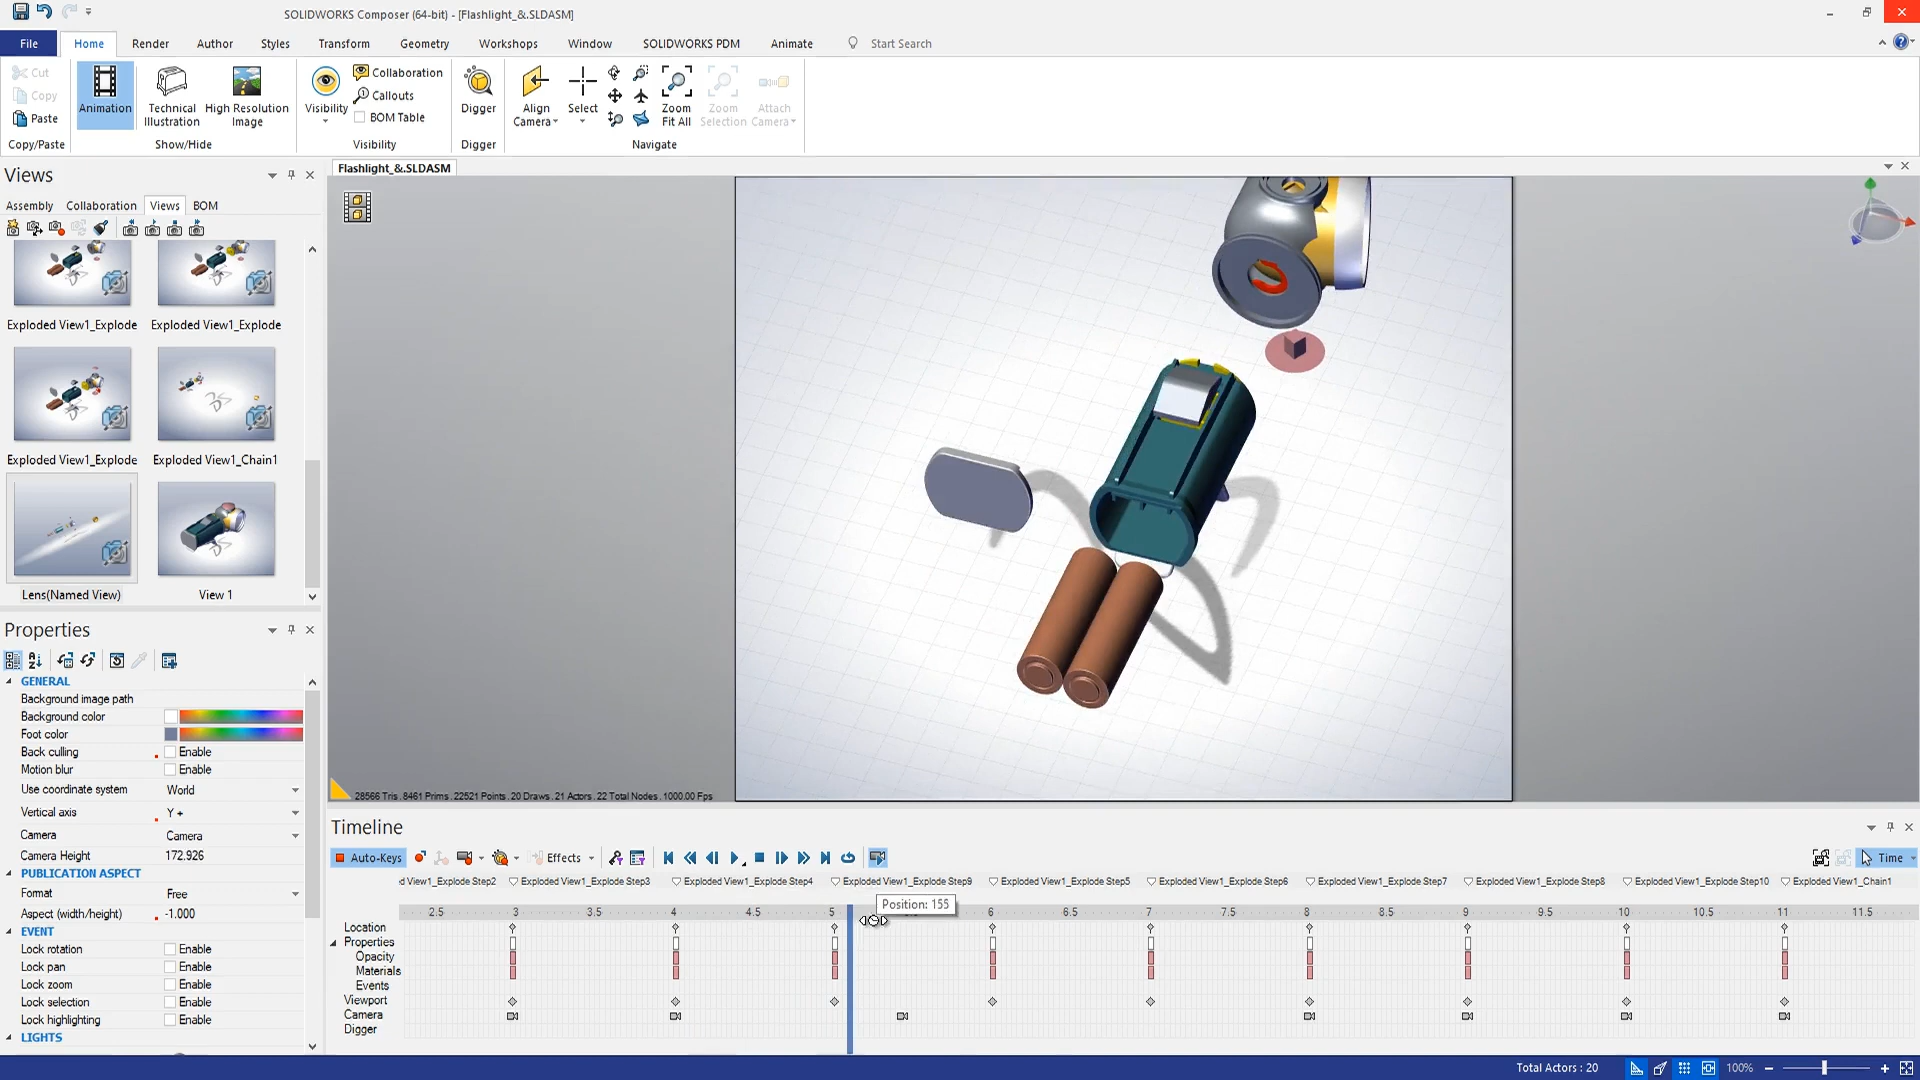 SOLIDWORKS Composer (64-bit) - [Flashlight_&.SLDASM]
File Home Render Author Styles Transform Geometry Workshops Window SOLIDWORKS PDM Animate Start Search
Cut
Copy
Paste
Animation
Technical Illustration
High Resolution Image
Visibility
Collaboration
Callouts
BOM Table
Digger
Align Camera
Select
Zoom Fit All
Zoom Selection
Attach Camera
Copy/Paste Show/Hide Visibility Digger Navigate
Views
Flashlight_&.SLDASM
Assembly Collaboration Views BOM
Exploded View1_Explode Exploded View1_Explode
Exploded View1_Explode Exploded View1_Chain1
Lens(Named View) View 1
Properties
GENERAL
Background image path
Background color
Foot color
Back culling Enable
Motion blur Enable
Use coordinate system World
Vertical axis Y +
Camera Camera
Camera Height 172.926
PUBLICATION ASPECT
Format Free
Aspect (width/height) -1.000
EVENT
Lock rotation Enable
Lock pan Enable
Lock zoom Enable
Lock selection Enable
Lock highlighting Enable
LIGHTS
28566 Tris . 8461 Prims . 22521 Points . 20 Draws . 21 Actors . 22 Total Nodes . 1000.00 Fps
Timeline
Auto-Keys Effects Time
d View1_Explode Step2 Exploded View1_Explode Step3 Exploded View1_Explode Step4 Exploded View1_Explode Step9 Exploded View1_Explode Step5 Exploded View1_Explode Step6 Exploded View1_Explode Step7 Exploded View1_Explode Step8 Exploded View1_Explode Step10 Exploded View1_Chain1
Position: 155
2.5 3 3.5 4 4.5 5 6 6.5 7 7.5 8 8.5 9 9.5 10 10.5 11 11.5
Location
Properties
Opacity
Materials
Events
Viewport
Camera
Digger
Total Actors : 20 100%